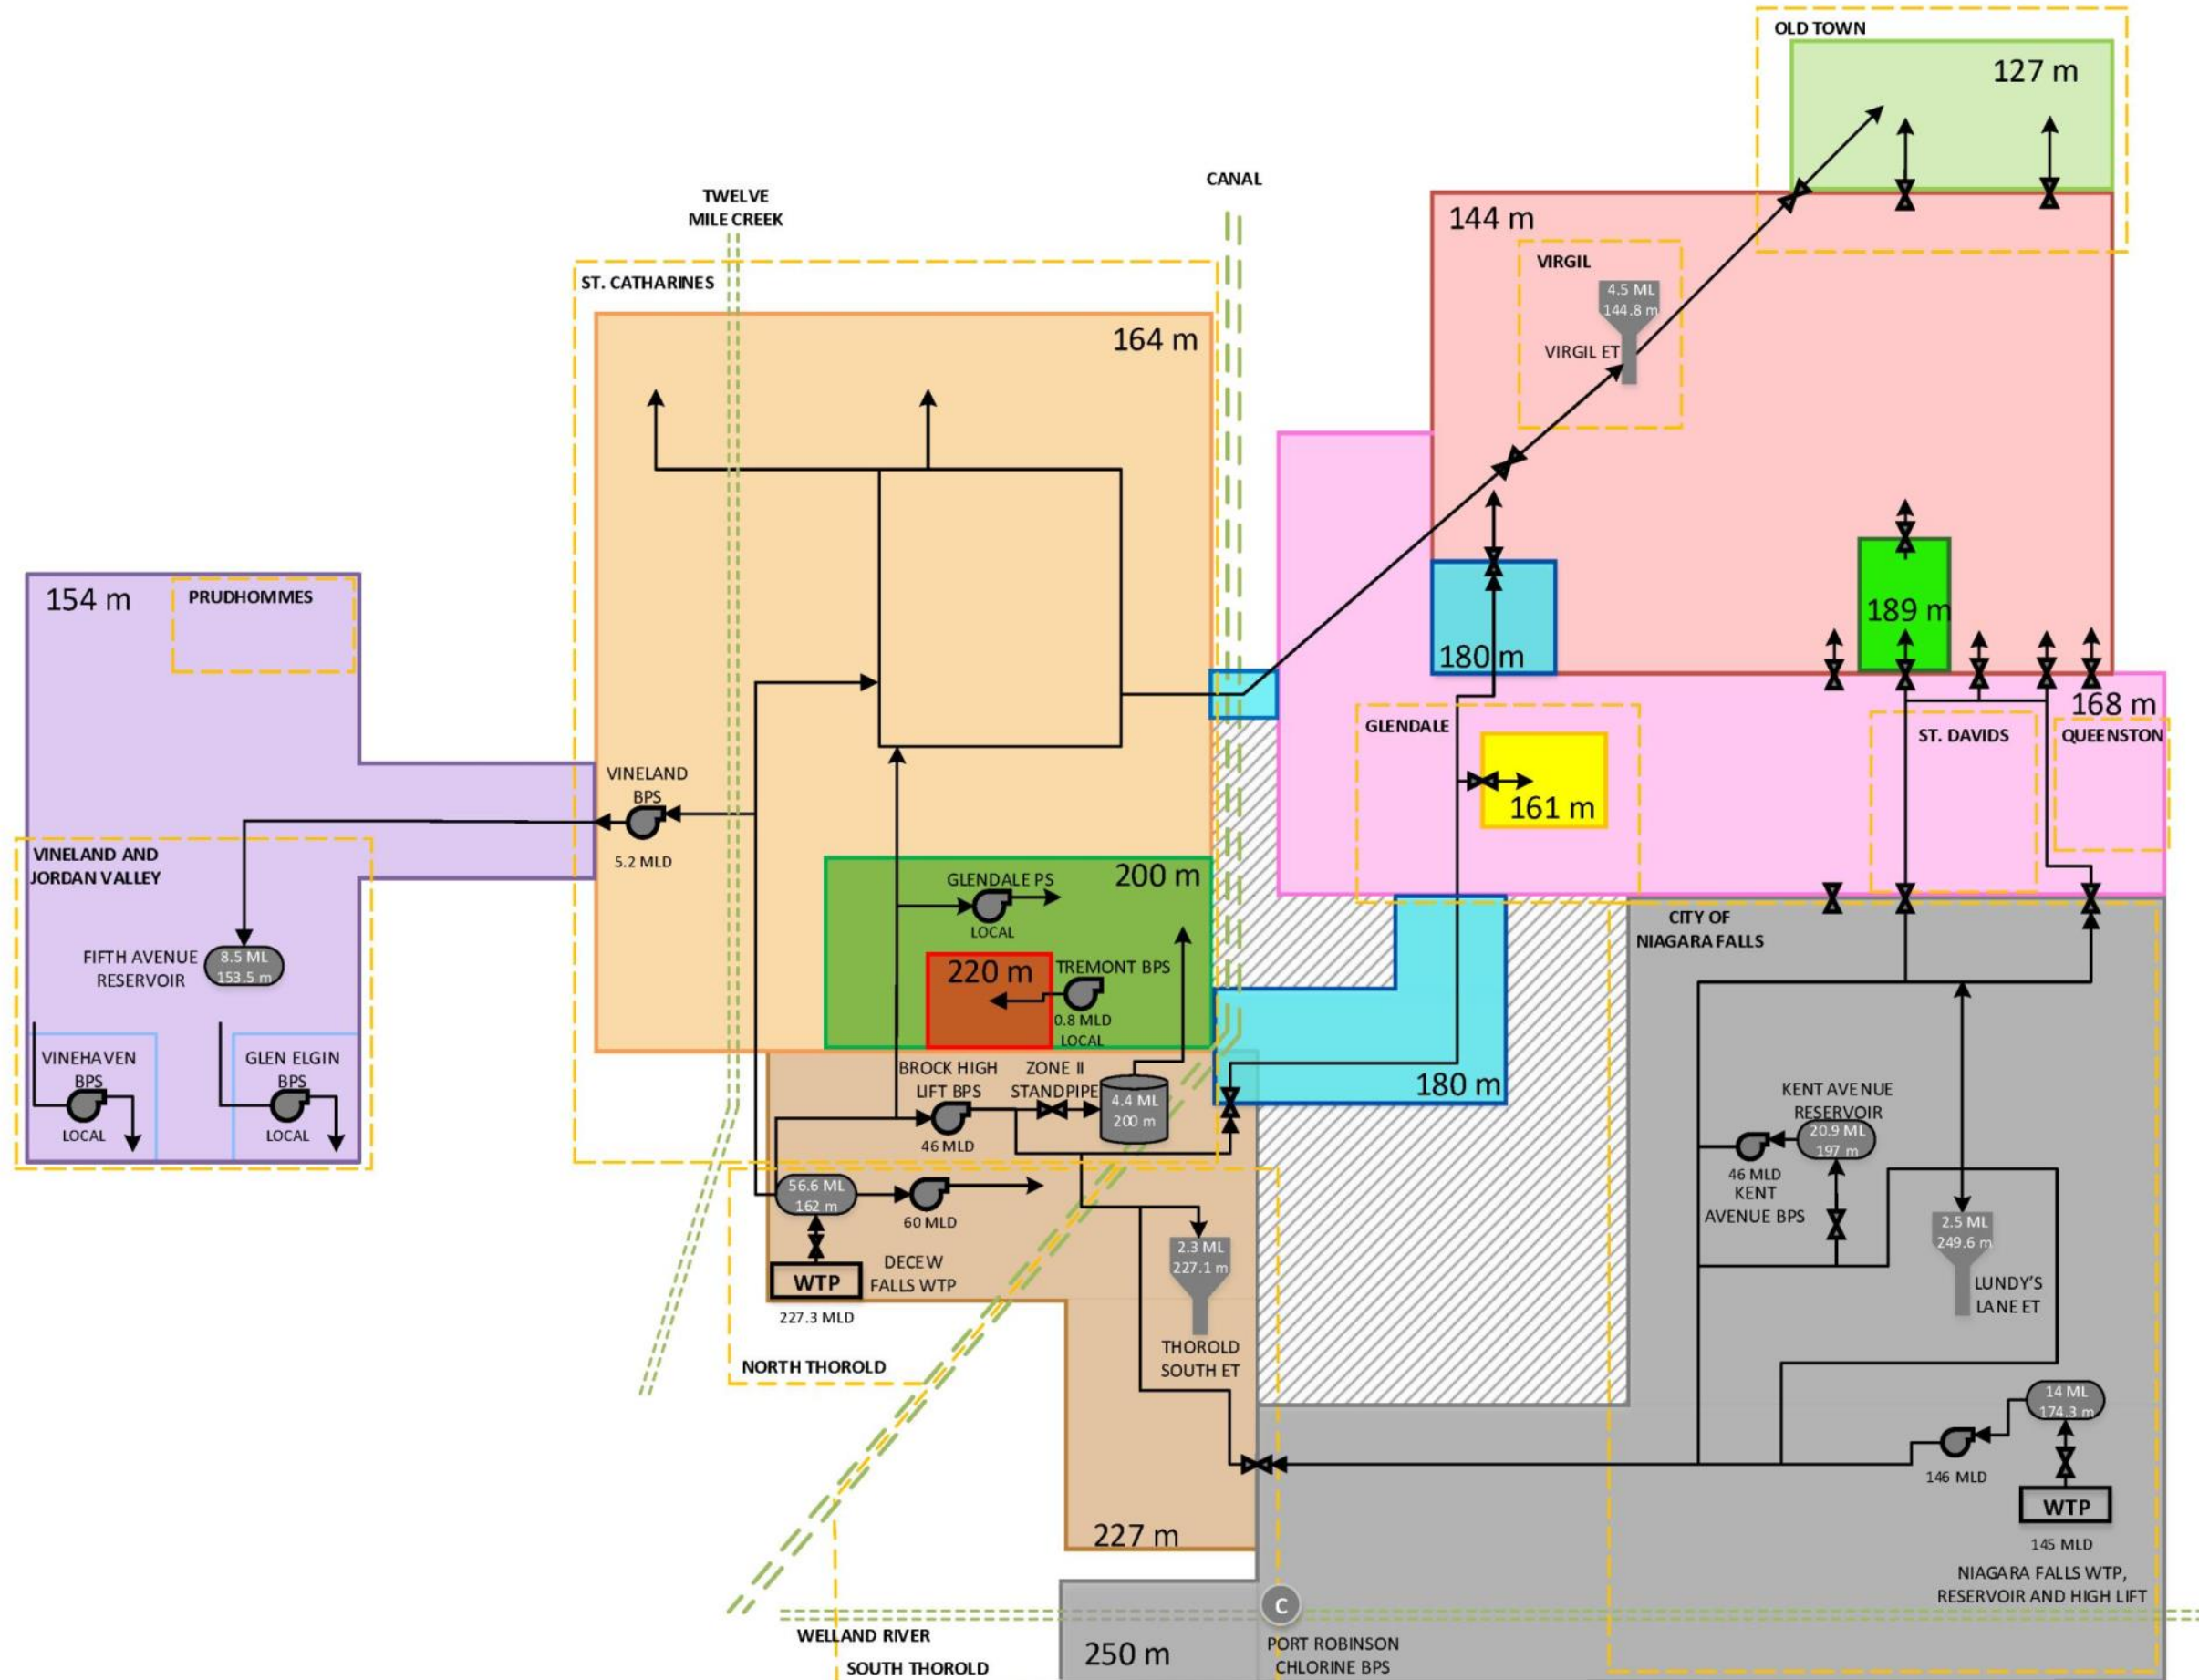 OLD TOWN
127 m
CANAL
TWELVE
MILE CREEK
144 m
VIRGIL
4.5 ML
144.8 m
VIRGIL ET
ST. CATHARINES
164 m
154 m
PRUDHOMMES
189 m
180 m
168 m
GLENDALE
ST. DAVIDS
QUEENSTON
161 m
VINELAND
BPS
5.2 MLD
VINELAND AND
JORDAN VALLEY
200 m
GLENDALE PS
LOCAL
CITY OF
NIAGARA FALLS
FIFTH AVENUE
RESERVOIR
8.5 ML
153.5 m
220 m
TREMONT BPS
0.8 MLD
LOCAL
VINEHAVEN
BPS
LOCAL
GLEN ELGIN
BPS
LOCAL
BROCK HIGH
LIFT BPS
46 MLD
ZONE II
STANDPIPE
4.4 ML
200 m
180 m
KENT AVENUE
RESERVOIR
20.9 ML
197 m
46 MLD
KENT
AVENUE BPS
56.6 ML
162 m
60 MLD
2.5 ML
249.6 m
LUNDY'S
LANE ET
2.3 ML
227.1 m
THOROLD
SOUTH ET
WTP
DECEW
FALLS WTP
227.3 MLD
NORTH THOROLD
14 ML
174.3 m
146 MLD
WTP
145 MLD
NIAGARA FALLS WTP,
RESERVOIR AND HIGH LIFT
227 m
C
PORT ROBINSON
CHLORINE BPS
WELLAND RIVER
SOUTH THOROLD
250 m